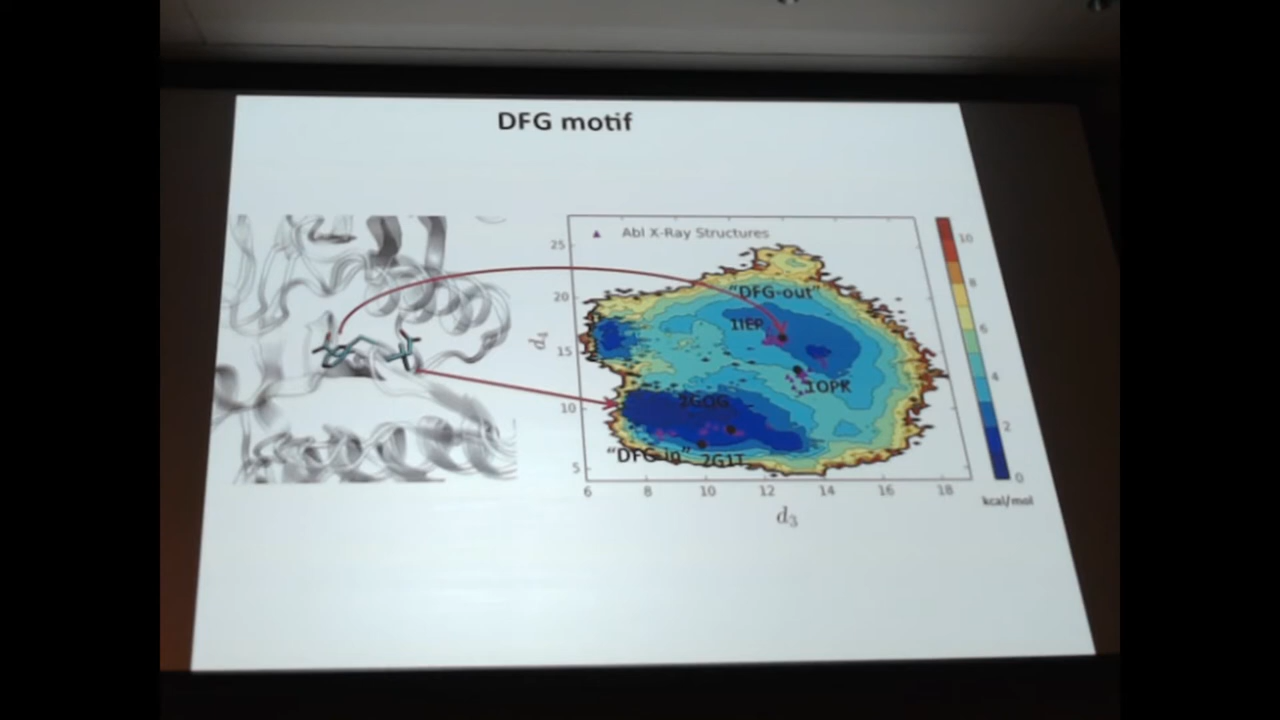 DFG motif
Abl X-Ray Structures
25
20
15
10
5
d4
"DFG-out"
1IEP
1OPK
"DFG-in"
2G1T
6
8
10
12
14
16
18
d3
10
8
6
4
2
0
kcal/mol